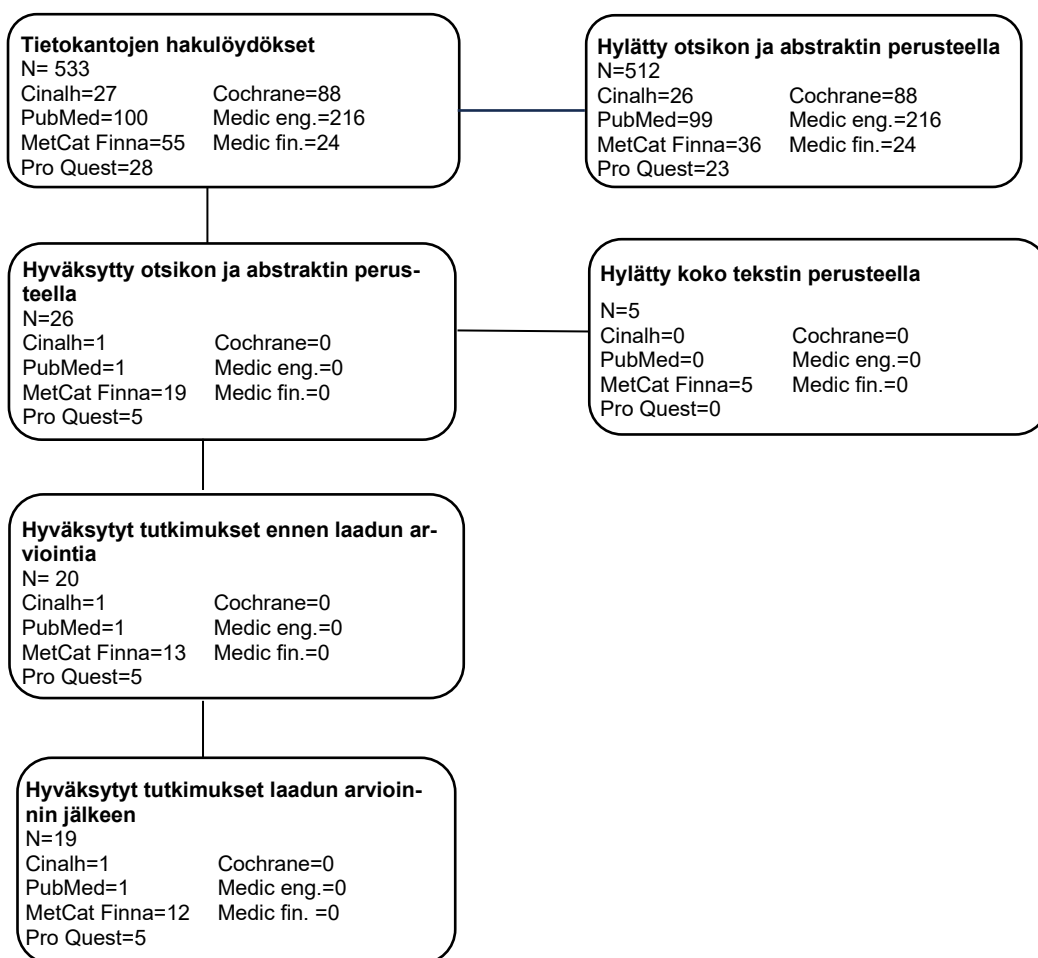 Tietokantojen hakulöydökset
N= 533
Cinalh=27 Cochrane=88
PubMed=100 Medic eng.=216
MetCat Finna=55 Medic fin.=24
Pro Quest=28
Hylätty otsikon ja abstraktin perusteella
N=512
Cinalh=26 Cochrane=88
PubMed=99 Medic eng.=216
MetCat Finna=36 Medic fin.=24
Pro Quest=23
Hyväksytty otsikon ja abstraktin perus-
teella
N=26
Cinalh=1 Cochrane=0
PubMed=1 Medic eng.=0
MetCat Finna=19 Medic fin.=0
Pro Quest=5
Hylätty koko tekstin perusteella
N=5
Cinalh=0 Cochrane=0
PubMed=0 Medic eng.=0
MetCat Finna=5 Medic fin.=0
Pro Quest=0
Hyväksytyt tutkimukset ennen laadun ar-
viointia
N= 20
Cinalh=1 Cochrane=0
PubMed=1 Medic eng.=0
MetCat Finna=13 Medic fin.=0
Pro Quest=5
Hyväksytyt tutkimukset laadun arvioin-
nin jälkeen
N=19
Cinalh=1 Cochrane=0
PubMed=1 Medic eng.=0
MetCat Finna=12 Medic fin. =0
Pro Quest=5